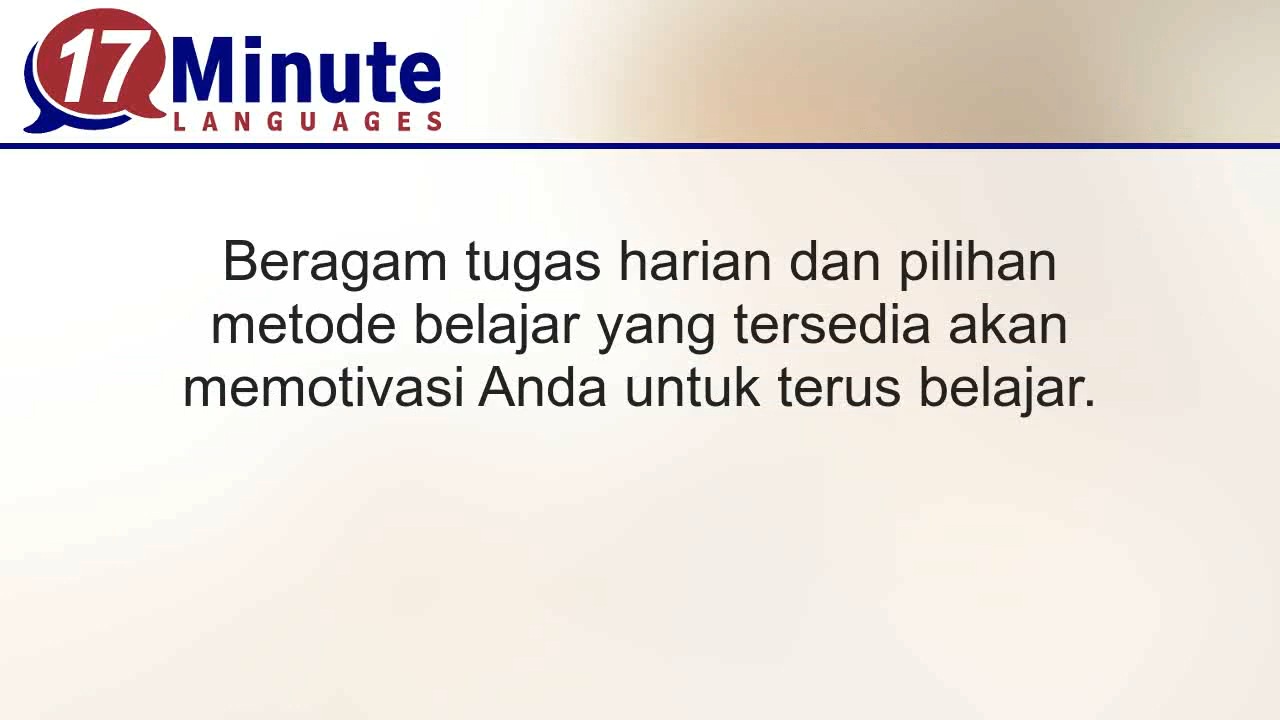 17 Minute
LANGUAGES
Beragam tugas harian dan pilihan
metode belajar yang tersedia akan
memotivasi Anda untuk terus belajar.